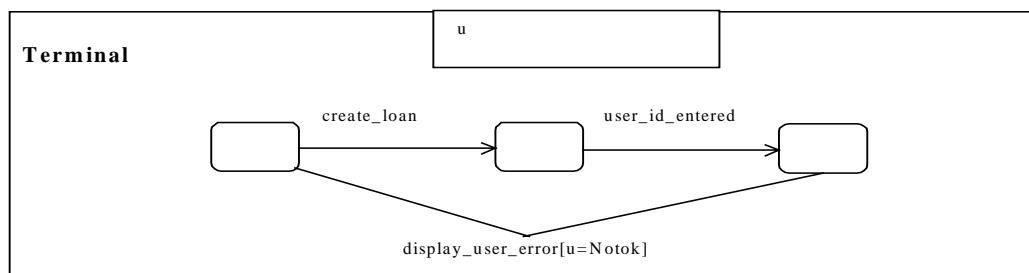 u
Terminal
create_loan
user_id_entered
display_user_error[u=Notok]